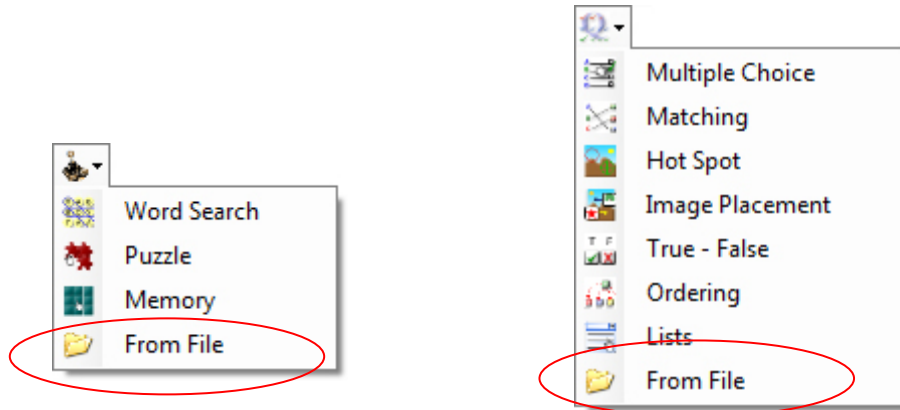 Word Search
Puzzle
Memory
From File
Multiple Choice
Matching
Hot Spot
Image Placement
T F
True - False
Ordering
Lists
From File